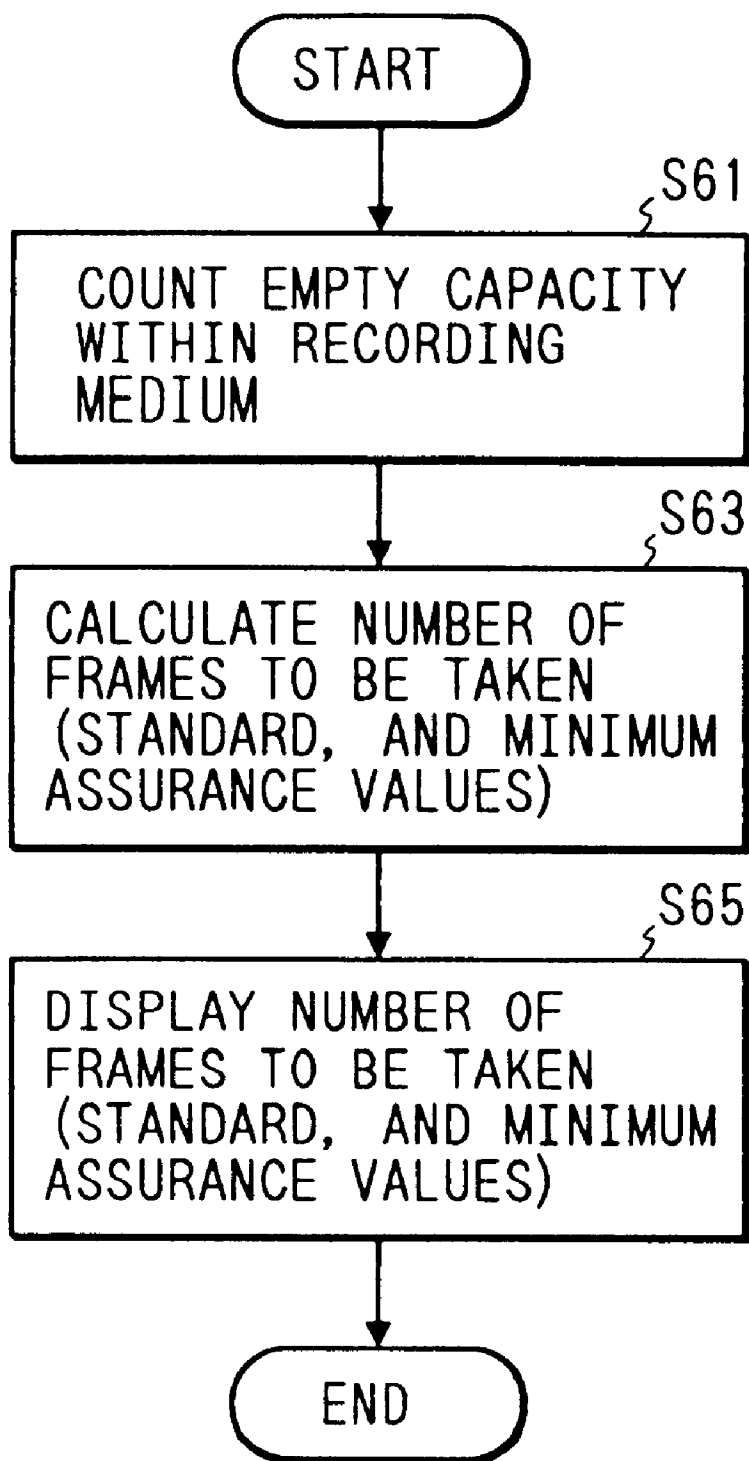 START
S61
COUNT EMPTY CAPACITY
WITHIN RECORDING
MEDIUM
S63
CALCULATE NUMBER OF
FRAMES TO BE TAKEN
(STANDARD, AND MINIMUM
ASSURANCE VALUES)
S65
DISPLAY NUMBER OF
FRAMES TO BE TAKEN
(STANDARD, AND MINIMUM
ASSURANCE VALUES)
END